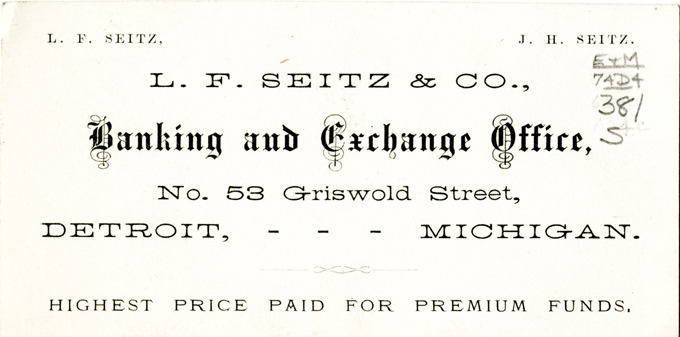 L. F. SEITZ,
J. H. SEITZ.
L. F. SEITZ & CO.,
Banking and Exchange Office,
No. 53 Griswold Street,
DETROIT, - - - MICHIGAN.
HIGHEST PRICE PAID FOR PREMIUM FUNDS.
E&M
74D4
381
S